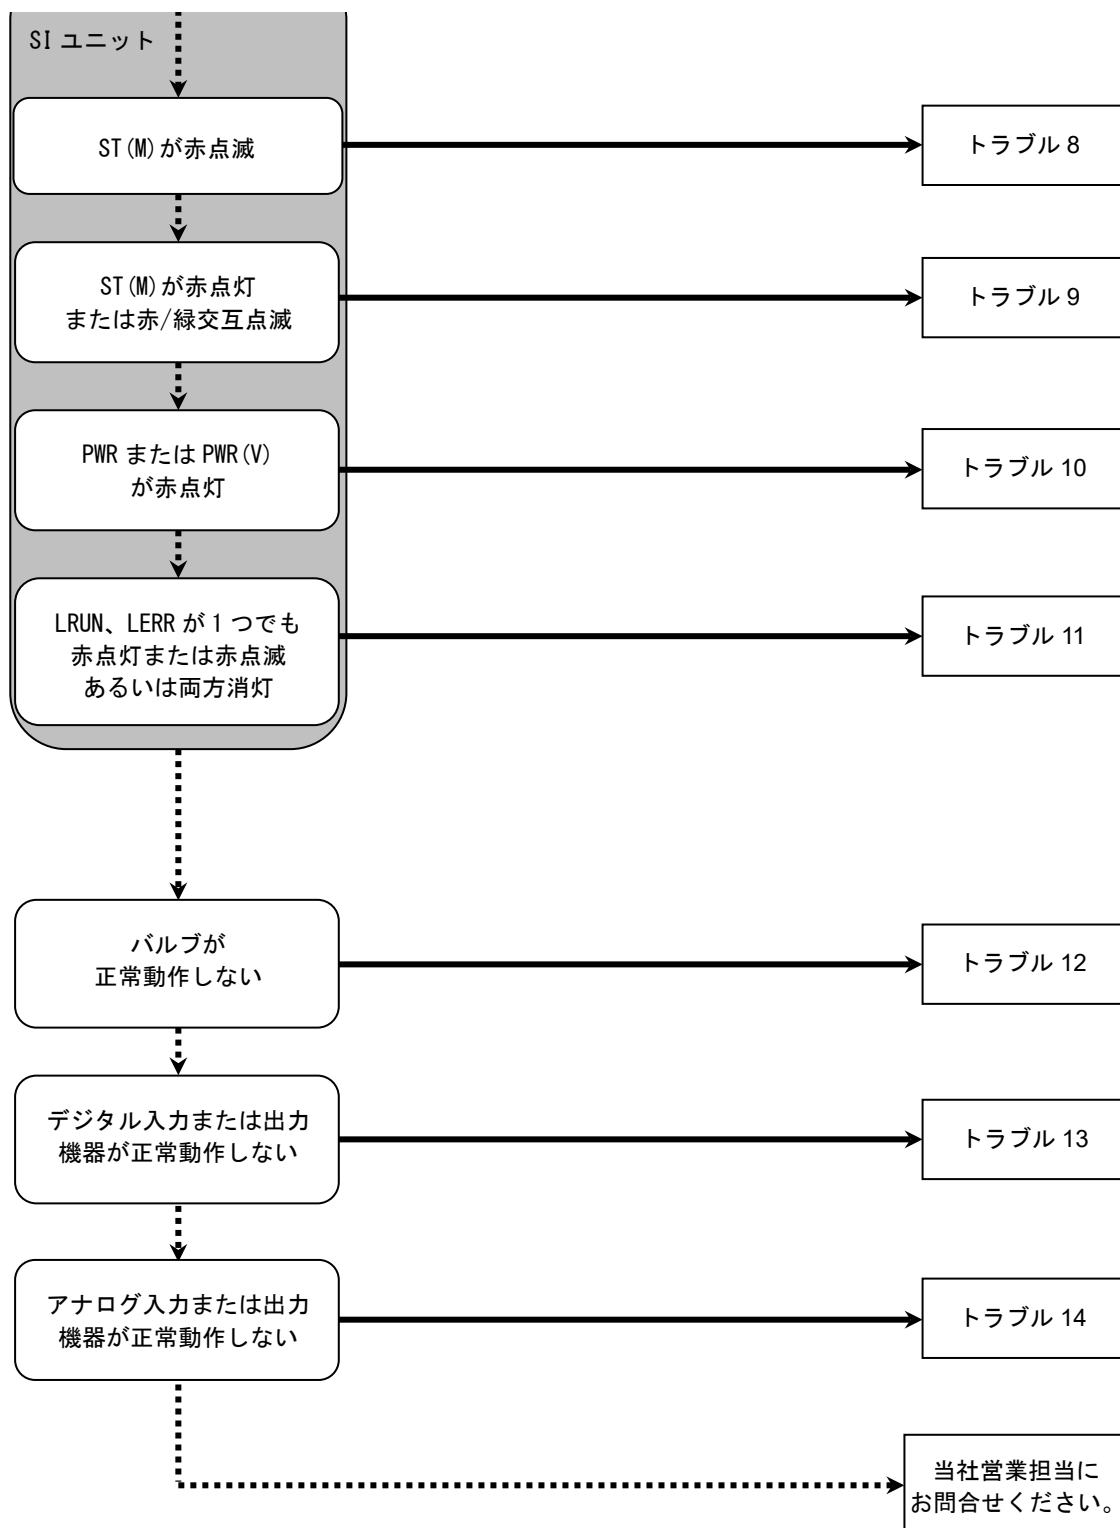 SI ユニット
ST(M)が赤点滅
トラブル 8
ST(M)が赤点灯
または赤/緑交互点滅
トラブル 9
PWR または PWR(V)
が赤点灯
トラブル 10
LRUN、LERR が 1 つでも
赤点灯または赤点滅
あるいは両方消灯
トラブル 11
バルブが
正常動作しない
トラブル 12
デジタル入力または出力
機器が正常動作しない
トラブル 13
アナログ入力または出力
機器が正常動作しない
トラブル 14
当社営業担当に
お問合せください。